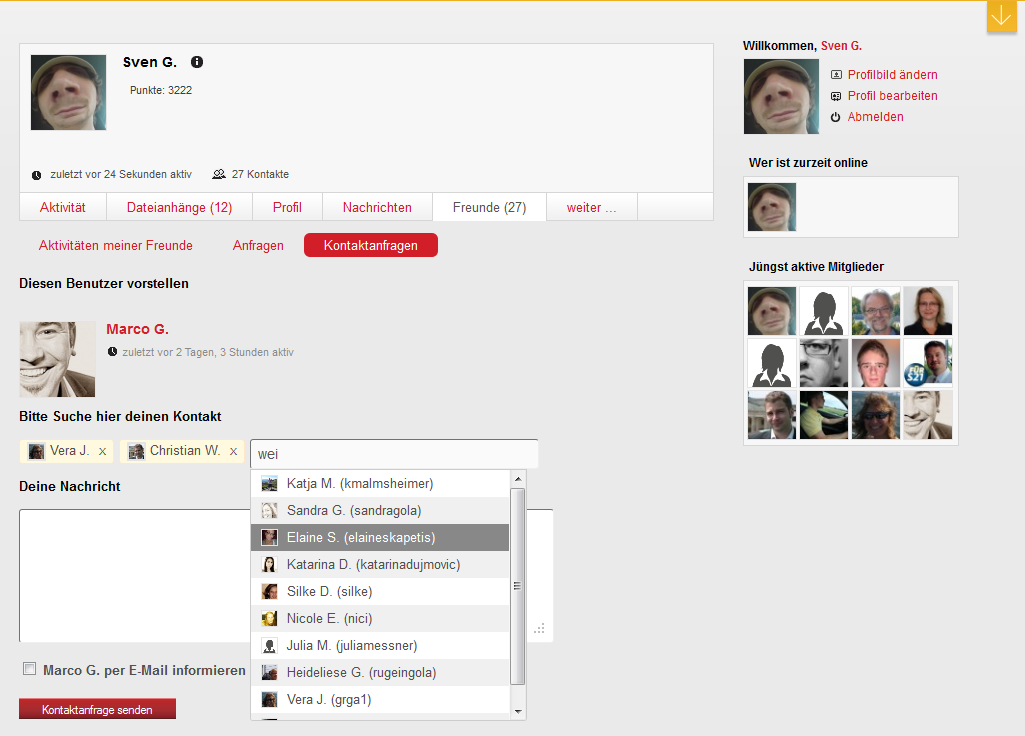 Sven G.
Punkte: 3222
zuletzt vor 24 Sekunden aktiv 27 Kontakte
Aktivität Dateianhänge (12) Profil Nachrichten Freunde (27) weiter ...
Aktivitäten meiner Freunde Anfragen Kontaktanfragen
Diesen Benutzer vorstellen
Marco G.
zuletzt vor 2 Tagen, 3 Stunden aktiv
Bitte Suche hier deinen Kontakt
Vera J. x Christian W. x wei
Katja M. (kmalmsheimer)
Sandra G. (sandragola)
Elaine S. (elaineskapetis)
Katarina D. (katarinadujmovic)
Silke D. (silke)
Nicole E. (nici)
Julia M. (juliamessner)
Heideliese G. (rugeingola)
Vera J. (grga1)
Deine Nachricht
Marco G. per E-Mail informieren
Kontaktanfrage senden
Willkommen, Sven G.
Profilbild ändern
Profil bearbeiten
Abmelden
Wer ist zurzeit online
Jüngst aktive Mitglieder
FÜR
S21